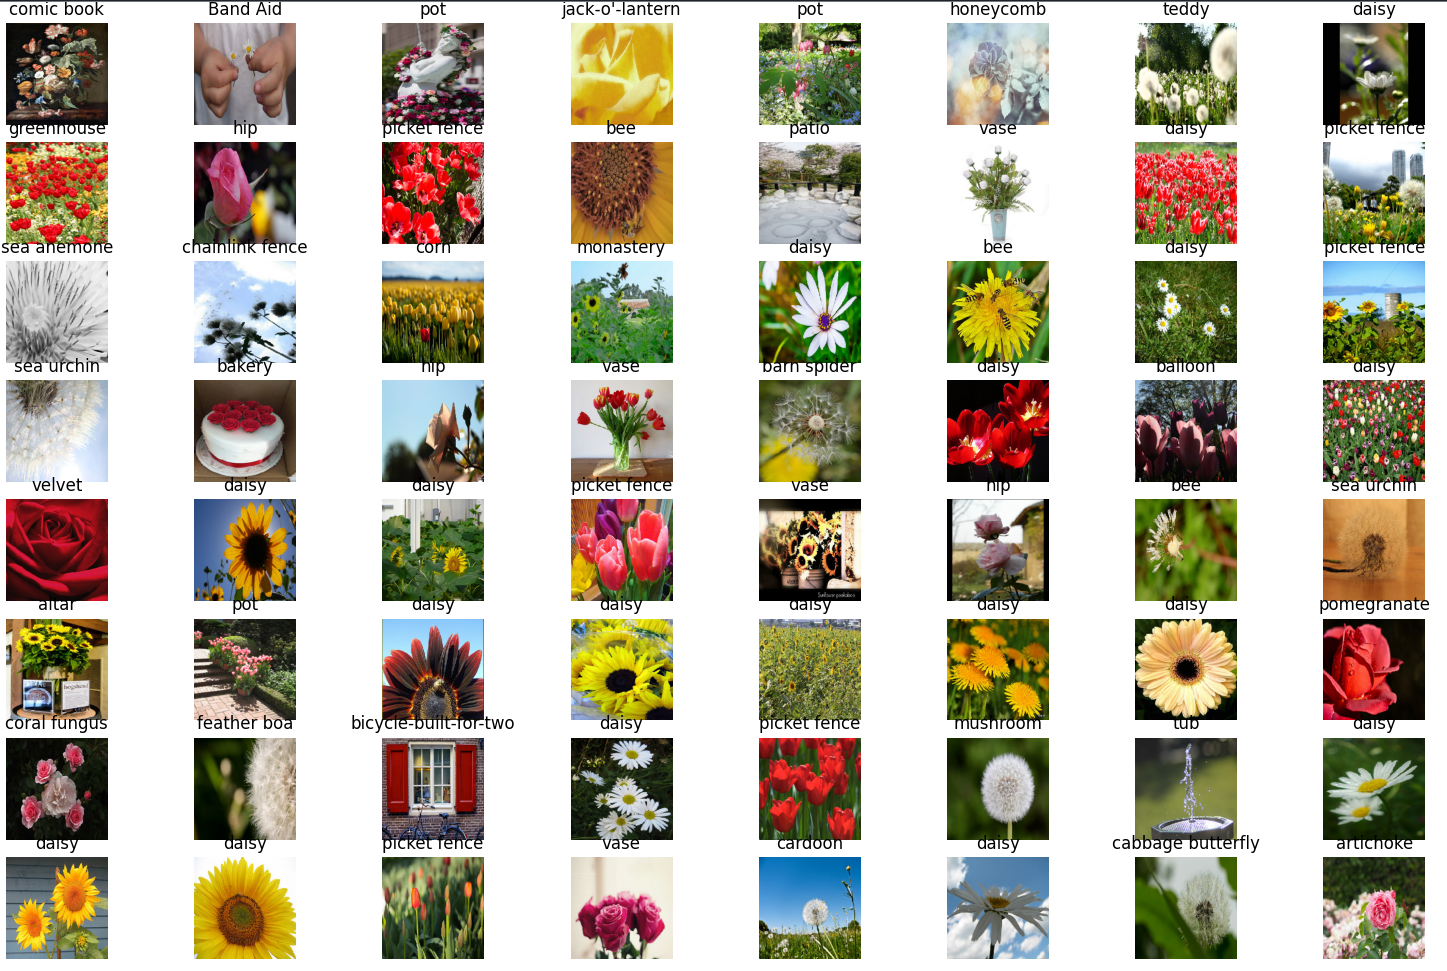 comic book Band Aid pot jack-o'-lantern pot honeycomb teddy daisy
greenhouse hip picket fence bee patio vase daisy picket fence
sea anemone chainlink fence corn monastery daisy bee daisy picket fence
sea urchin bakery hip vase barn spider daisy balloon daisy
velvet daisy daisy picket fence vase hip bee sea urchin
altar pot daisy daisy daisy daisy daisy pomegranate
coral fungus feather boa bicycle-built-for-two daisy picket fence mushroom tub daisy
daisy daisy picket fence vase cardoon daisy cabbage butterfly artichoke